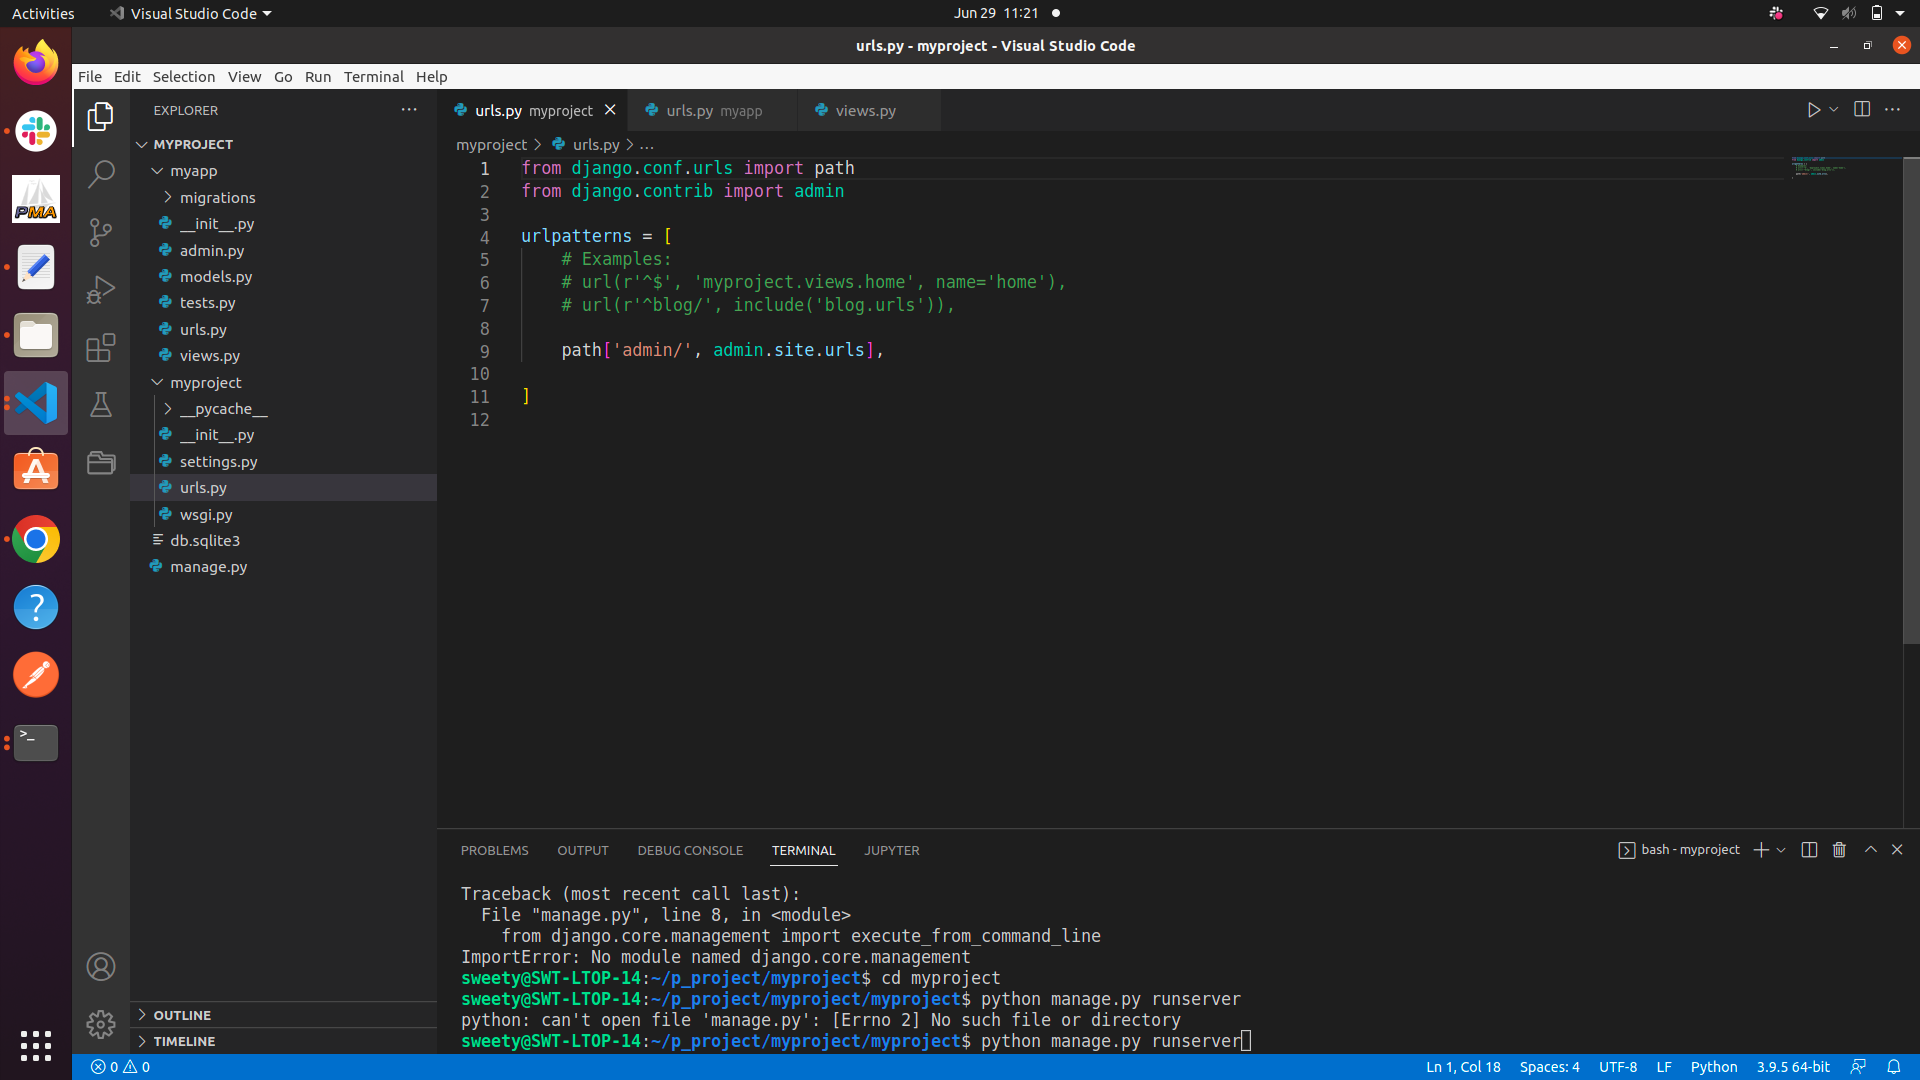 Activities
Visual Studio Code
Jun 29 11:21
urls.py - myproject - Visual Studio Code
File Edit Selection View Go Run Terminal Help
EXPLORER
MYPROJECT
myapp
migrations
__init__.py
admin.py
models.py
tests.py
urls.py
views.py
myproject
__pycache__
__init__.py
settings.py
urls.py
wsgi.py
db.sqlite3
manage.py
OUTLINE
TIMELINE
PMA
urls.py myproject
urls.py myapp
views.py
myproject > urls.py > ...
1 from django.conf.urls import path
2 from django.contrib import admin
3
4 urlpatterns = [
5 # Examples:
6 # url(r'^$', 'myproject.views.home', name='home'),
7 # url(r'^blog/', include('blog.urls')),
8
9 path['admin/', admin.site.urls],
10
11 ]
12
PROBLEMS OUTPUT DEBUG CONSOLE TERMINAL JUPYTER
bash - myproject
Traceback (most recent call last):
File "manage.py", line 8, in <module>
from django.core.management import execute_from_command_line
ImportError: No module named django.core.management
sweety@SWT-LTOP-14:~/p_project/myproject$ cd myproject
sweety@SWT-LTOP-14:~/p_project/myproject/myproject$ python manage.py runserver
python: can't open file 'manage.py': [Errno 2] No such file or directory
sweety@SWT-LTOP-14:~/p_project/myproject/myproject$ python manage.py runserver
0 0
Ln 1, Col 18 Spaces: 4 UTF-8 LF Python 3.9.5 64-bit